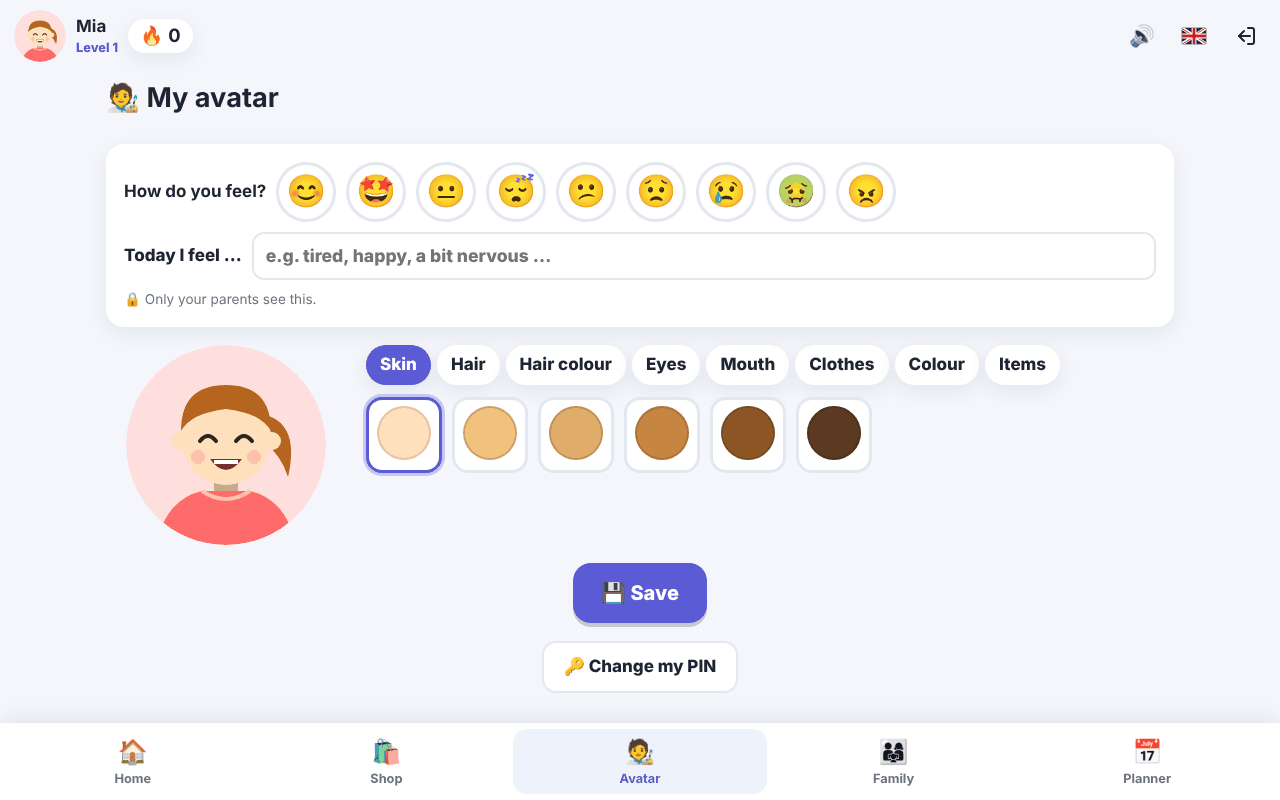 Mia
Level 1
0
My avatar
How do you feel?
Today I feel ...
e.g. tired, happy, a bit nervous ...
Only your parents see this.
Skin
Hair
Hair colour
Eyes
Mouth
Clothes
Colour
Items
Save
Change my PIN
Home
Shop
Avatar
Family
Planner